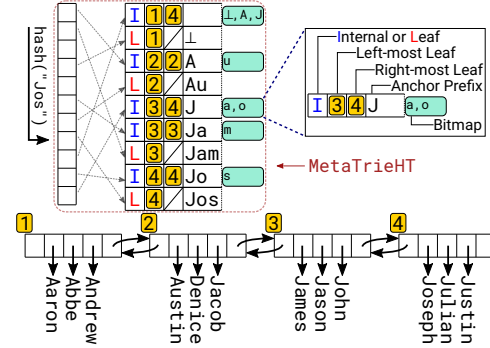 hash("Jos")
I 1 4 ⊥,A,J
L 1 ⊥
I 2 2 A u
L 2 Au
I 3 4 J a,o
I 3 3 Ja m
L 3 Jam
I 4 4 Jo s
L 4 Jos
Internal or Leaf
Left-most Leaf
Right-most Leaf
Anchor Prefix
I 3 4 J a,o
Bitmap
MetaTrieHT
1 2 3 4
Aaron Abbe Andrew Austin Denice Jacob James Jason John Joseph Julian Justin